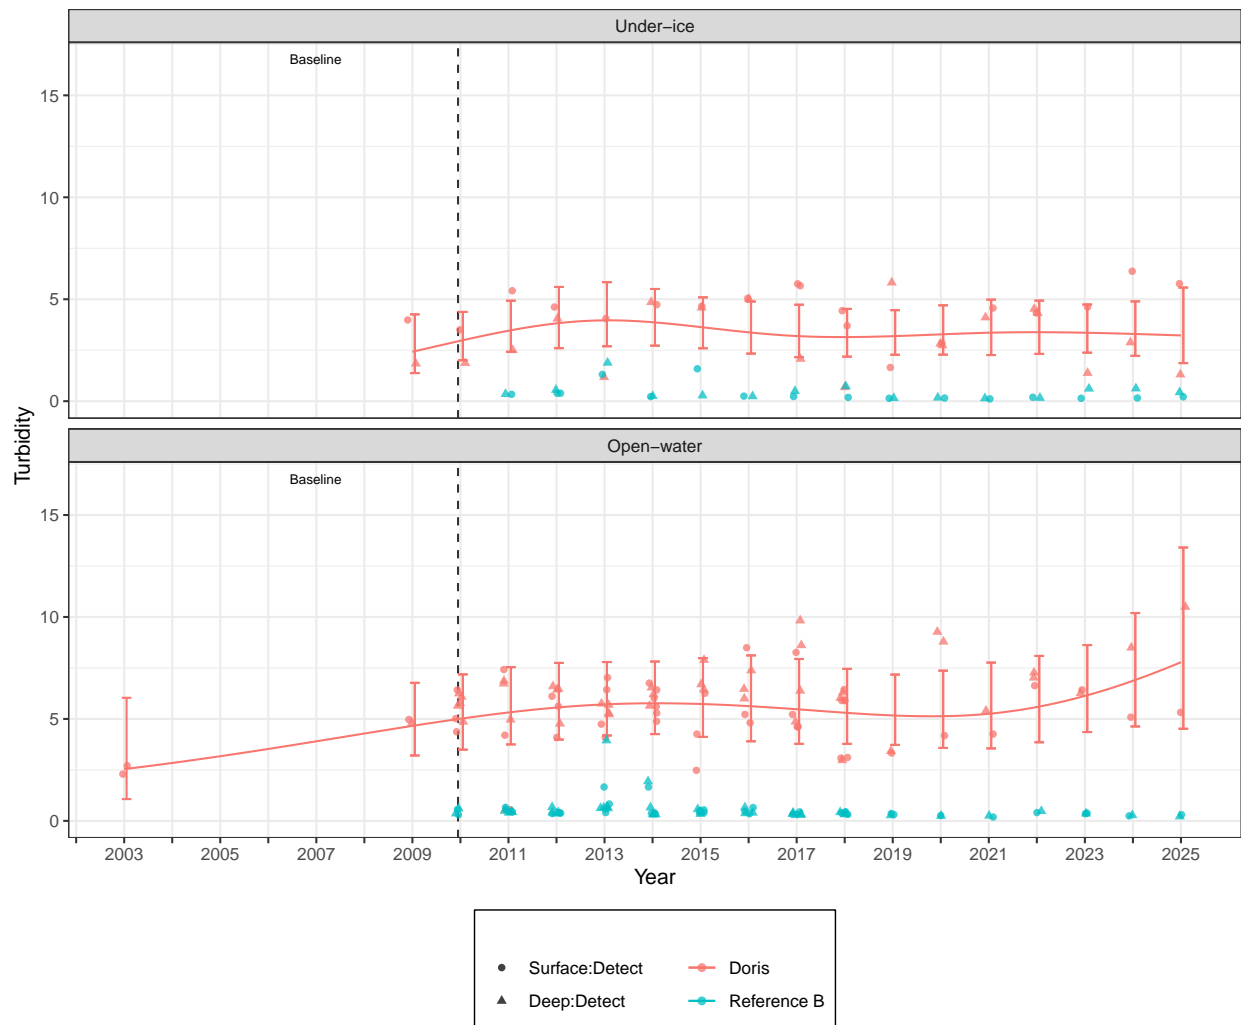 Under−ice
Baseline
15
10
5
0
Turbidity
Open−water
Baseline
15
10
5
0
2003 2005 2007 2009 2011 2013 2015 2017 2019 2021 2023 2025
Year
Surface:Detect Doris
Deep:Detect Reference B